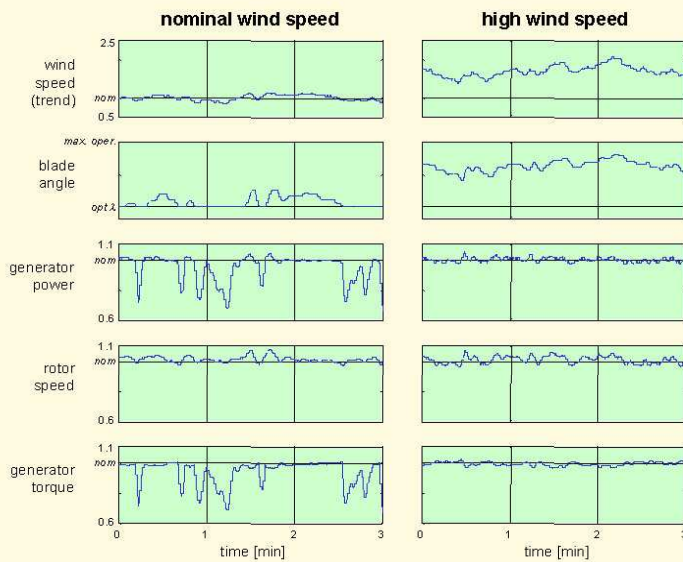 nominal wind speed high wind speed
2.5
wind
speed
(trend)
nom
0.5
max. oper.
blade
angle
opt λ
1.1
nom
generator
power
0.6
1.1
nom
rotor
speed
0.6
1.1
nom
generator
torque
0.6
0 1 2 3 0 1 2 3
time [min] time [min]